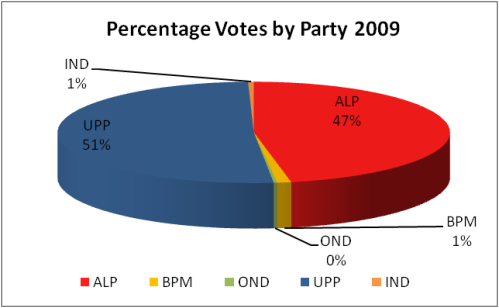 Percentage Votes by Party 2009
IND
1%
ALP
47%
UPP
51%
BPM
1%
OND
0%
ALP BPM OND UPP IND